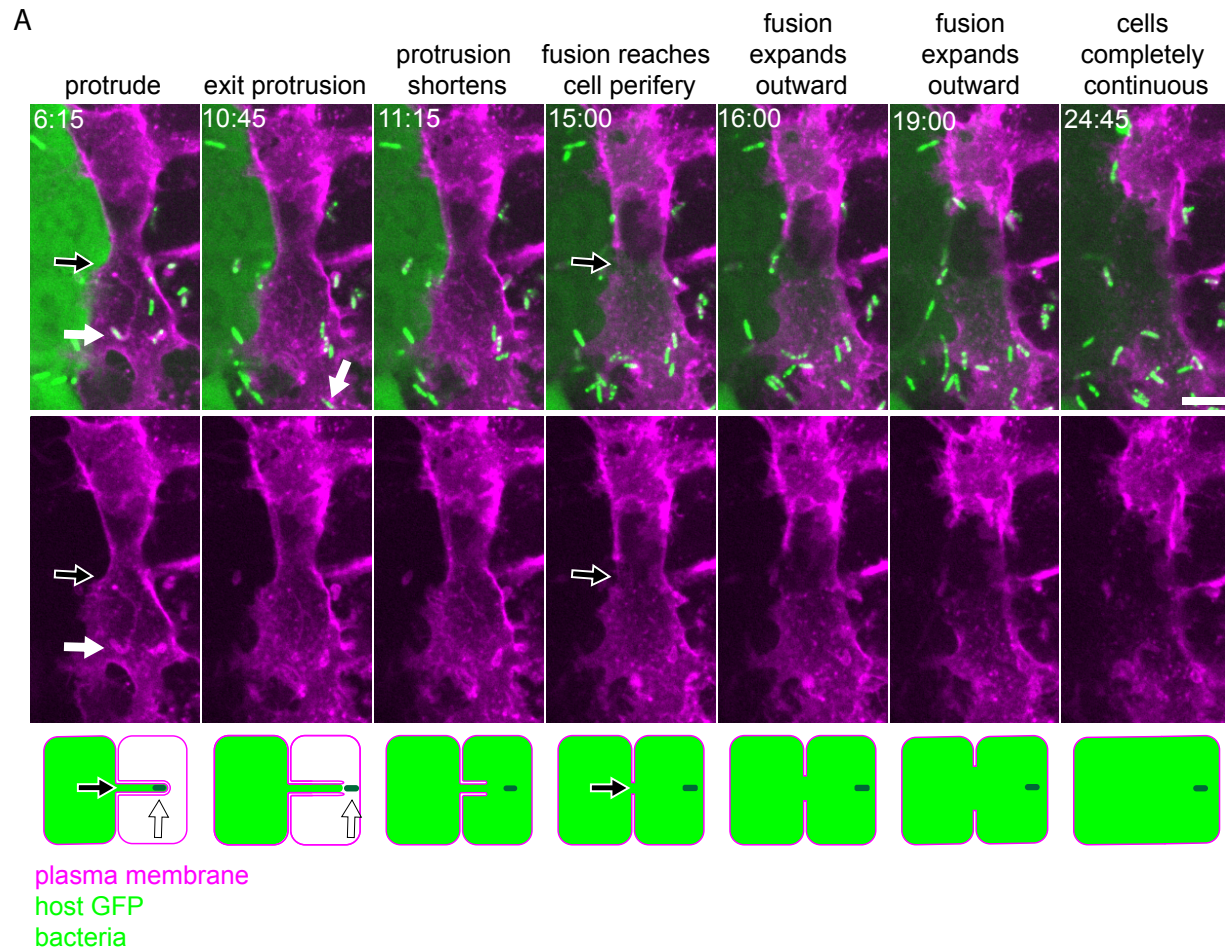 A
protrude
exit protrusion
protrusion
shortens
fusion reaches
cell perifery
fusion
expands
outward
fusion
expands
outward
cells
completely
continuous
6:15
10:45
11:15
15:00
16:00
19:00
24:45
plasma membrane
host GFP
bacteria